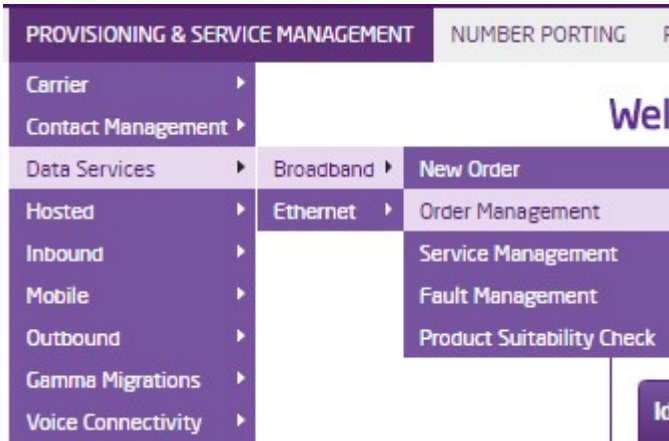 PROVISIONING & SERVICE MANAGEMENT NUMBER PORTING
Carrier
Contact Management
Data Services Broadband New Order
Hosted Ethernet Order Management
Inbound Service Management
Mobile Fault Management
Outbound Product Suitability Check
Gamma Migrations
Voice Connectivity